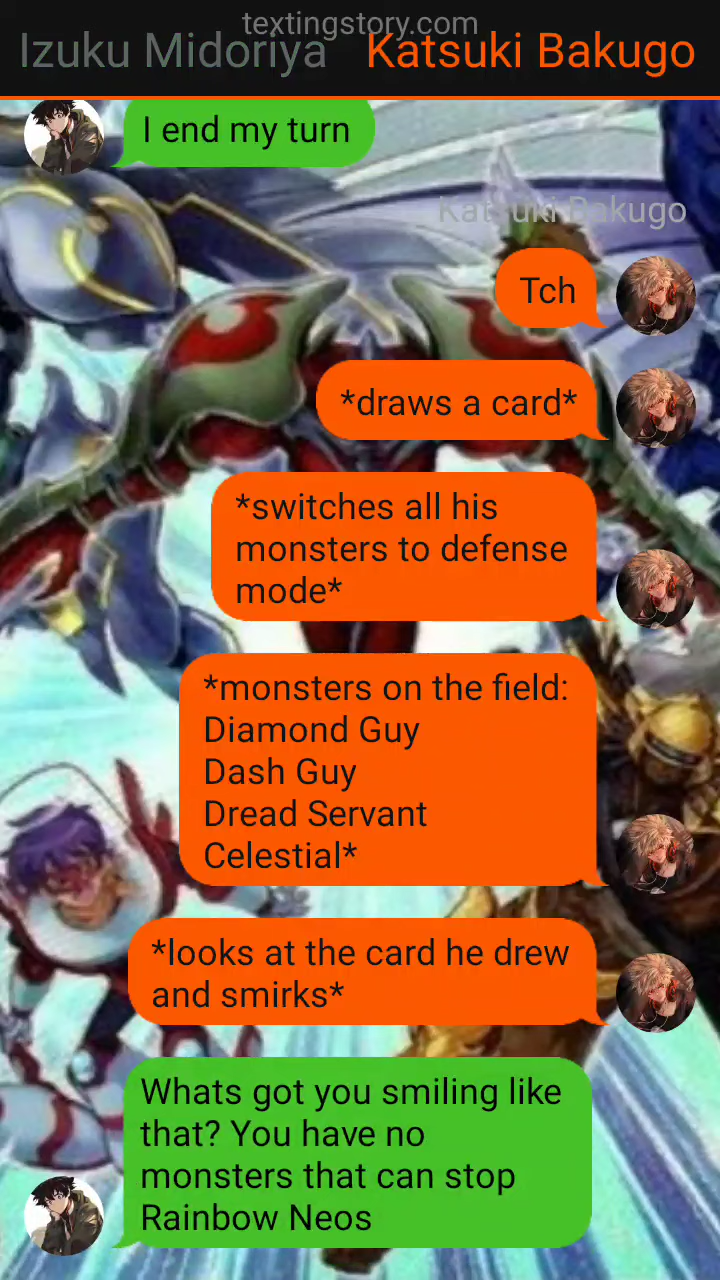 textingstory.com
Izuku Midoriya Katsuki Bakugo
I end my turn
Katsuki Bakugo
Tch
*draws a card*
*switches all his
monsters to defense
mode*
*monsters on the field:
Diamond Guy
Dash Guy
Dread Servant
Celestial*
*looks at the card he drew
and smirks*
Whats got you smiling like
that? You have no
monsters that can stop
Rainbow Neos